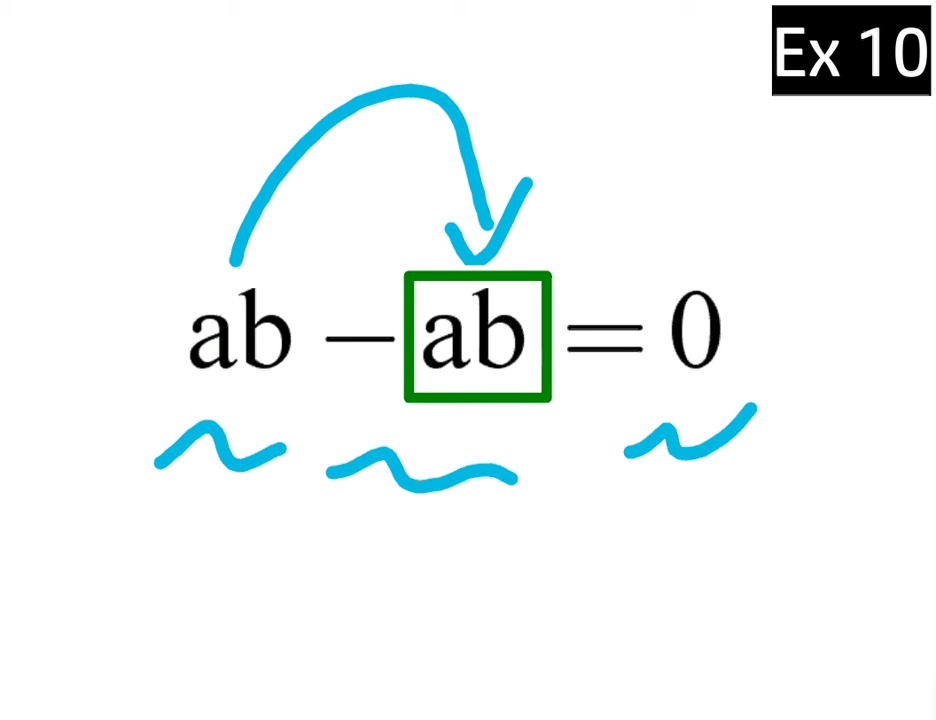 Ex 10
ab – ab = 0